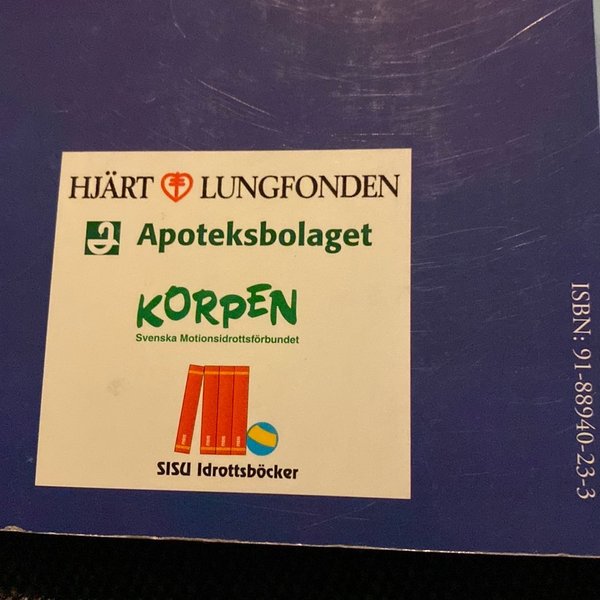 HJÄRT LUNGFONDEN
Apoteksbolaget
KORPEN
Svenska Motionsidrottsförbundet
SISU Idrottsböcker
ISBN: 91-88940-23-3